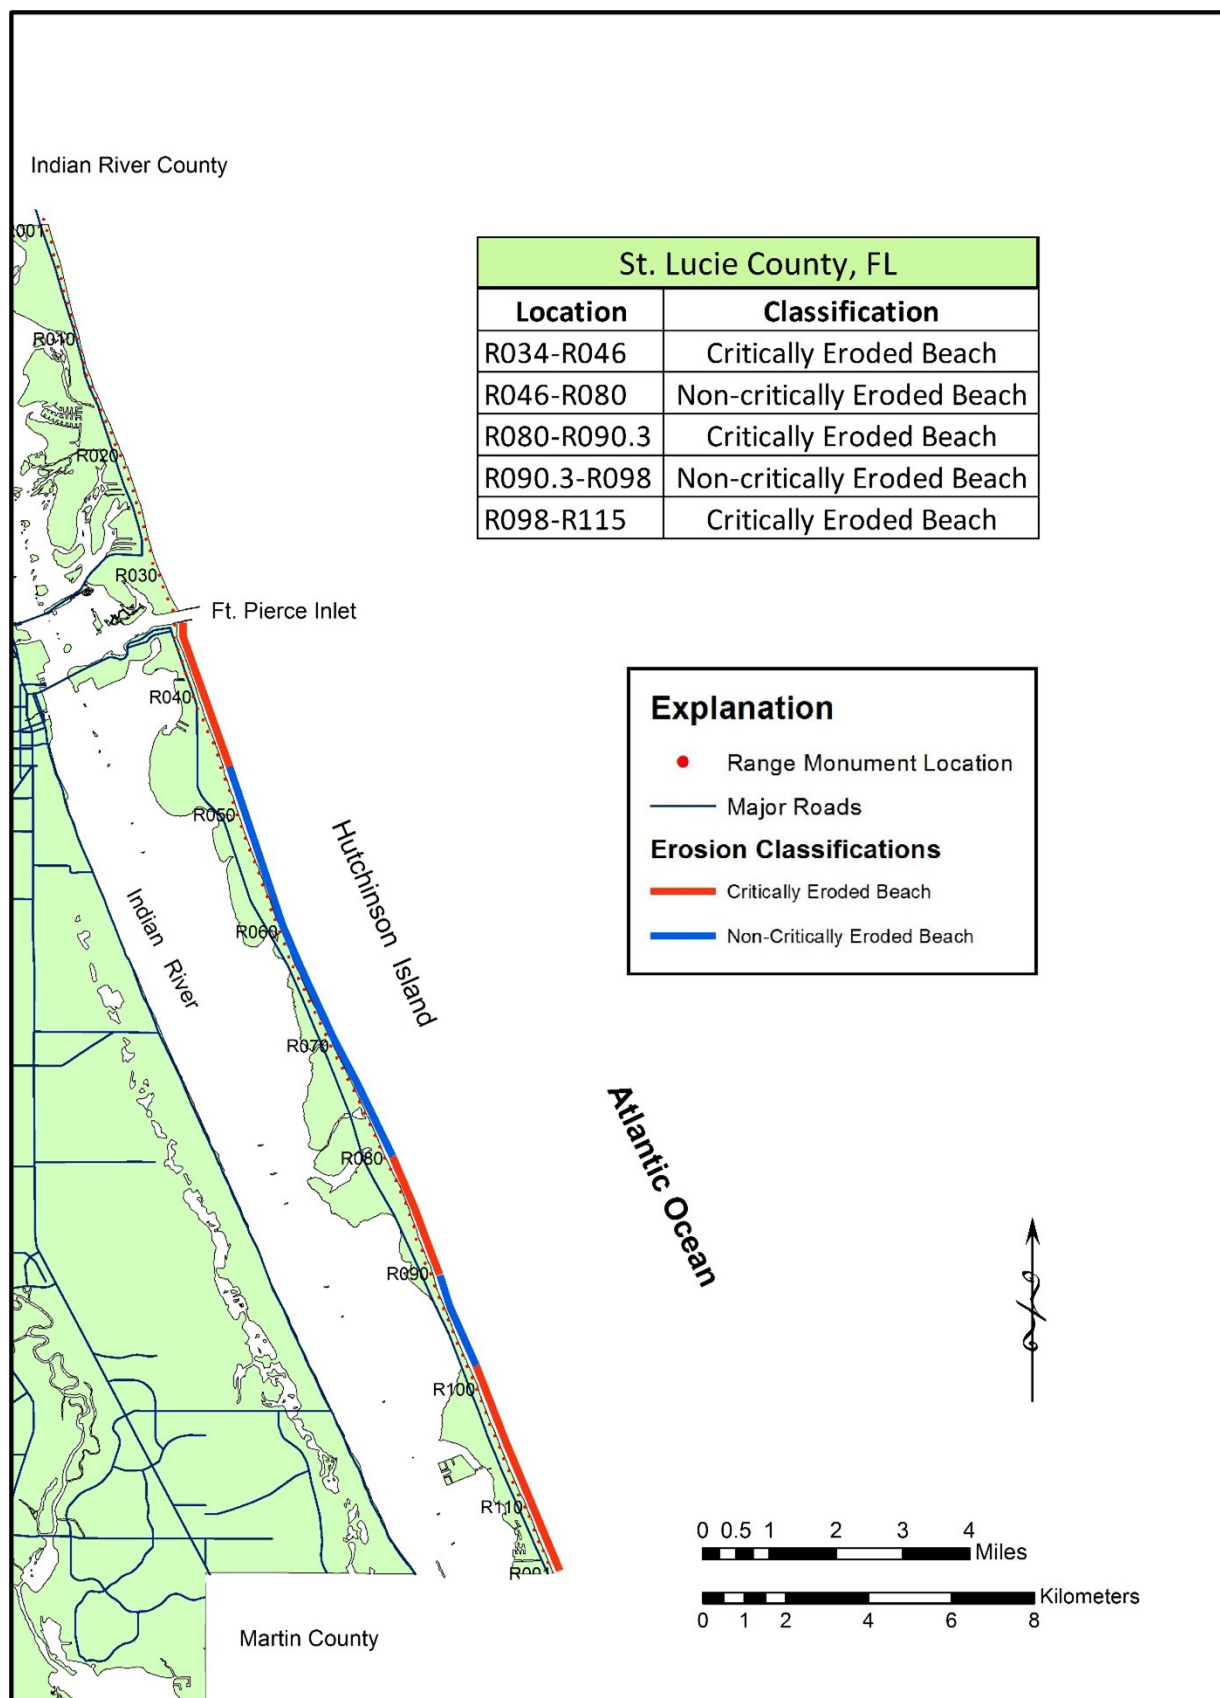 Indian River County
001
R010
R020
R030
Ft. Pierce Inlet
R040
R050
R060
R070
R080
R090
R100
R110
R001
Hutchinson Island
Indian River
Atlantic Ocean
Martin County
St. Lucie County, FL
Location Classification
R034-R046 Critically Eroded Beach
R046-R080 Non-critically Eroded Beach
R080-R090.3 Critically Eroded Beach
R090.3-R098 Non-critically Eroded Beach
R098-R115 Critically Eroded Beach
Explanation
Range Monument Location
Major Roads
Erosion Classifications
Critically Eroded Beach
Non-Critically Eroded Beach
0 0.5 1 2 3 4
Miles
Kilometers
0 1 2 4 6 8